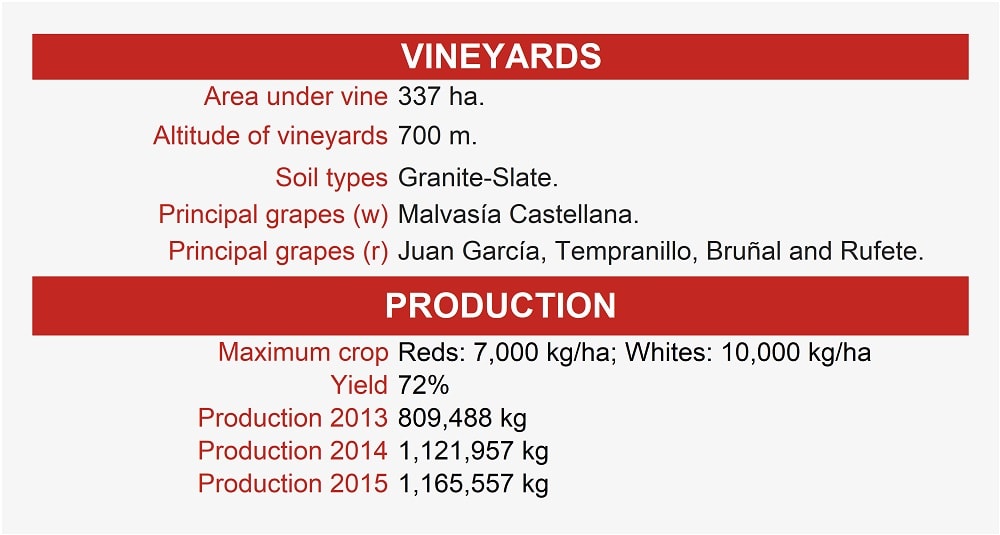 VINEYARDS
Area under vine 337 ha.
Altitude of vineyards 700 m.
Soil types Granite-Slate.
Principal grapes (w) Malvasía Castellana.
Principal grapes (r) Juan García, Tempranillo, Bruñal and Rufete.
PRODUCTION
Maximum crop Reds: 7,000 kg/ha; Whites: 10,000 kg/ha
Yield 72%
Production 2013 809,488 kg
Production 2014 1,121,957 kg
Production 2015 1,165,557 kg